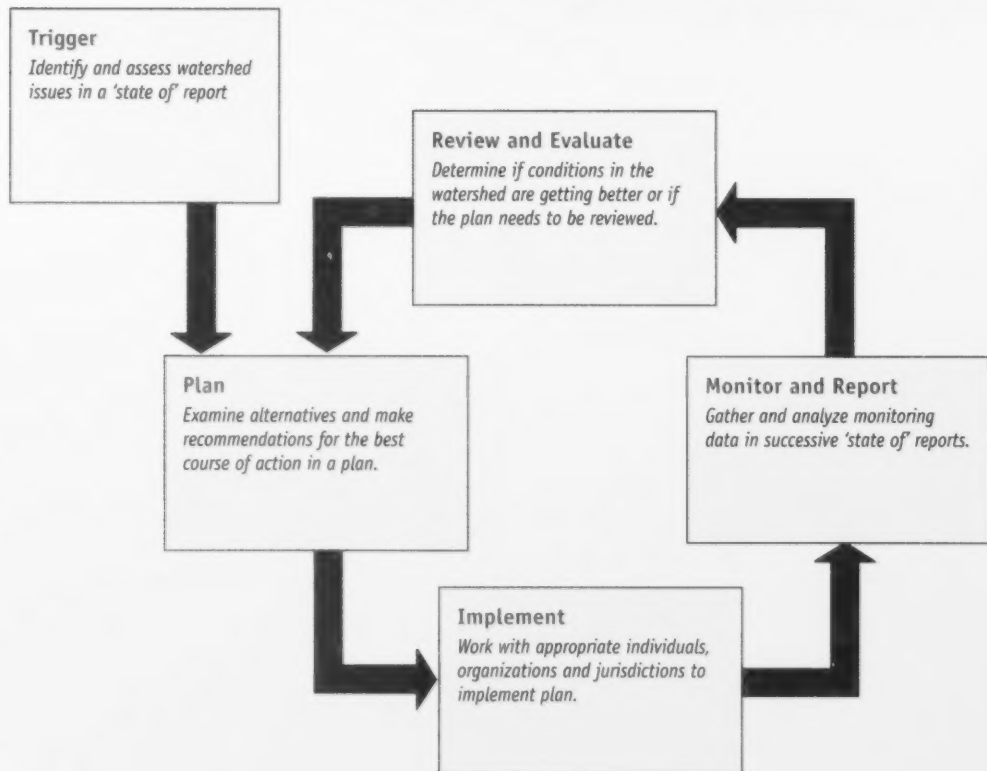 Trigger
Identify and assess watershed
issues in a ‘state of’ report
Review and Evaluate
Determine if conditions in the
watershed are getting better or if
the plan needs to be reviewed.
Plan
Examine alternatives and make
recommendations for the best
course of action in a plan.
Monitor and Report
Gather and analyze monitoring
data in successive ‘state of’ reports.
Implement
Work with appropriate individuals,
organizations and jurisdictions to
implement plan.